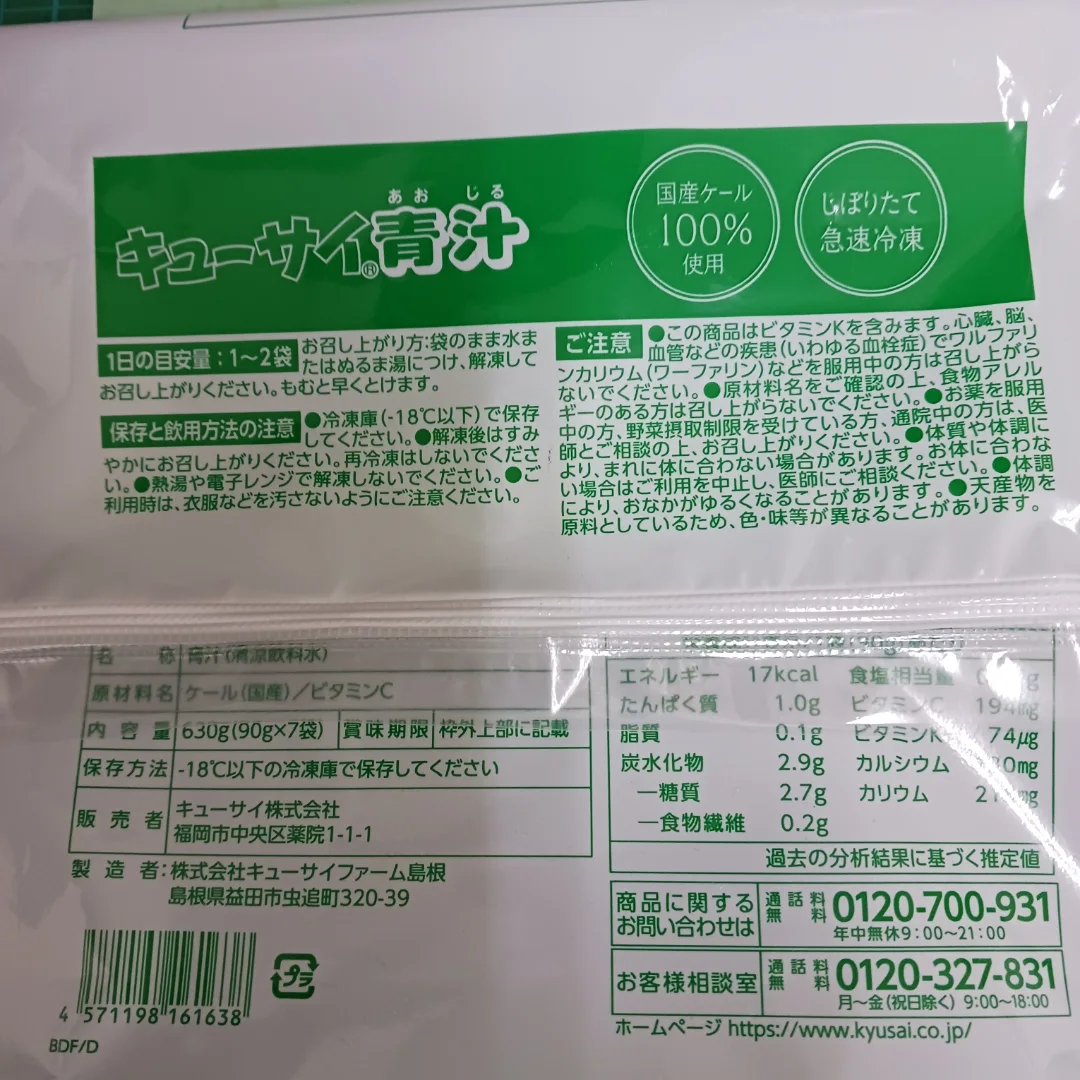 あお じる
キューサイ®青汁
国産ケール
100%
使用
しぼりたて
急速冷凍
1日の目安量:1〜2袋
お召し上がり方:袋のまま水ま
たはぬるま湯につけ、解凍して
お召し上がりください。もむと早くとけます。
保存と飲用方法の注意
●冷凍庫(-18℃以下)で保存
してください。●解凍後はすみ
やかにお召し上がりください。再冷凍はしないでくださ
い。●熱湯や電子レンジで解凍しないでください。●ご
利用時は、衣服などを汚さないようにご注意ください。
ご注意
●この商品はビタミンKを含みます。心臓、脳、
血管などの疾患(いわゆる血栓症)でワルファリ
ンカリウム(ワーファリン)などを服用中の方は召し上がら
ないでください。●原材料名をご確認の上、食物アレル
ギーのある方は召し上がらないでください。●お薬を服用
中の方、野菜摂取制限を受けている方、通院中の方は、医
師とご相談の上、お召し上がりください。●体質や体調に
より、まれに体に合わない場合があります。お体に合わな
い場合はご利用を中止し、医師にご相談ください。●体調
により、おなかがゆるくなることがあります。●天産物を
原料としているため、色・味等が異なることがあります。
名称 青汁(清涼飲料水)
原材料名 ケール(国産)/ビタミンC
内容量 630g(90g×7袋) 賞味期限 枠外上部に記載
保存方法 -18℃以下の冷凍庫で保存してください
販売者 キューサイ株式会社
福岡市中央区薬院1-1-1
製造者:株式会社キューサイファーム島根
島根県益田市虫追町320-39
エネルギー 17kcal 食塩相当量
たんぱく質 1.0g ビタミンC 194mg
脂質 0.1g ビタミンK 74μg
炭水化物 2.9g カルシウム
―糖質 2.7g カリウム
―食物繊維 0.2g
過去の分析結果に基づく推定値
商品に関する
お問い合わせは
通話料
無料
0120-700-931
年中無休9:00〜21:00
お客様相談室
通話料
無料
0120-327-831
月〜金(祝日除く) 9:00〜18:00
ホームページ https://www.kyusai.co.jp/
プラ
4 571198 161638
BDF/D